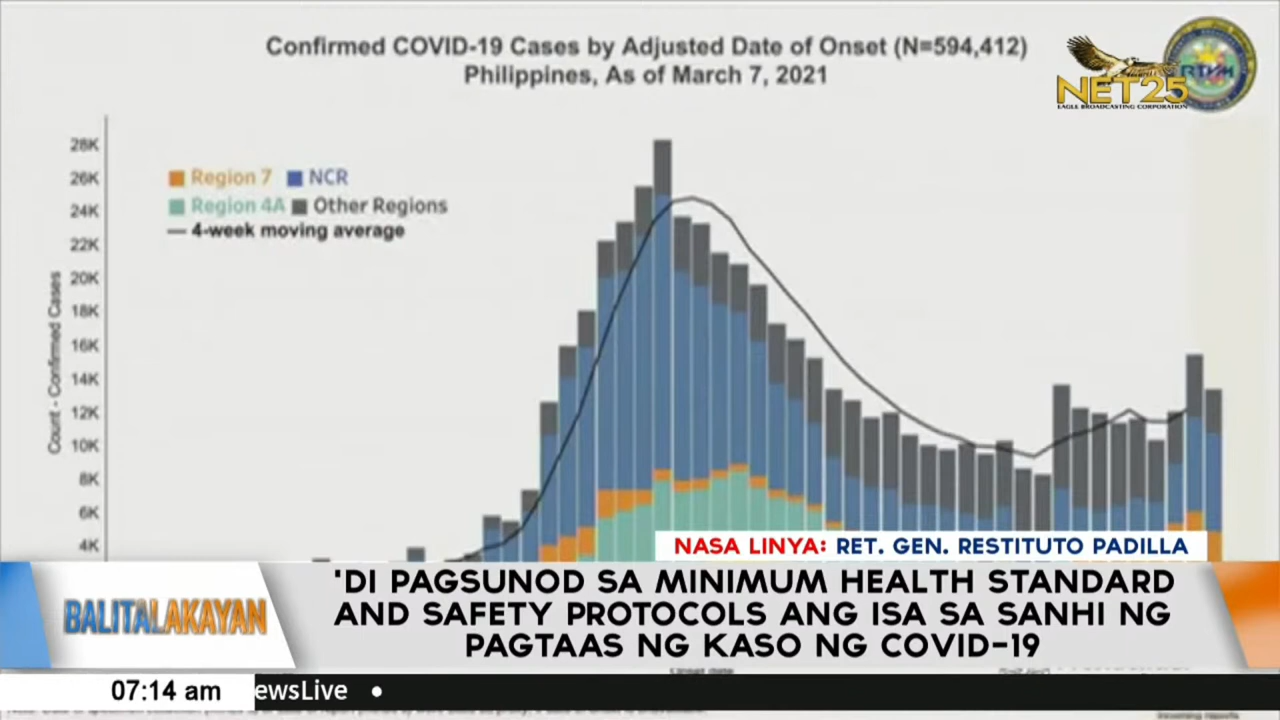 Confirmed COVID-19 Cases by Adjusted Date of Onset (N=594,412)
Philippines, As of March 7, 2021
NET25
EAGLE BROADCASTING CORPORATION
RTVM
Region 7
NCR
Region 4A
Other Regions
4-week moving average
Count - Confirmed Cases
28K
26K
24K
22K
20K
18K
16K
14K
12K
10K
8K
6K
4K
NASA LINYA: RET. GEN. RESTITUTO PADILLA
'DI PAGSUNOD SA MINIMUM HEALTH STANDARD
AND SAFETY PROTOCOLS ANG ISA SA SANHI NG
PAGTAAS NG KASO NG COVID-19
BALITALAKAYAN
07:14 am
ewsLive •